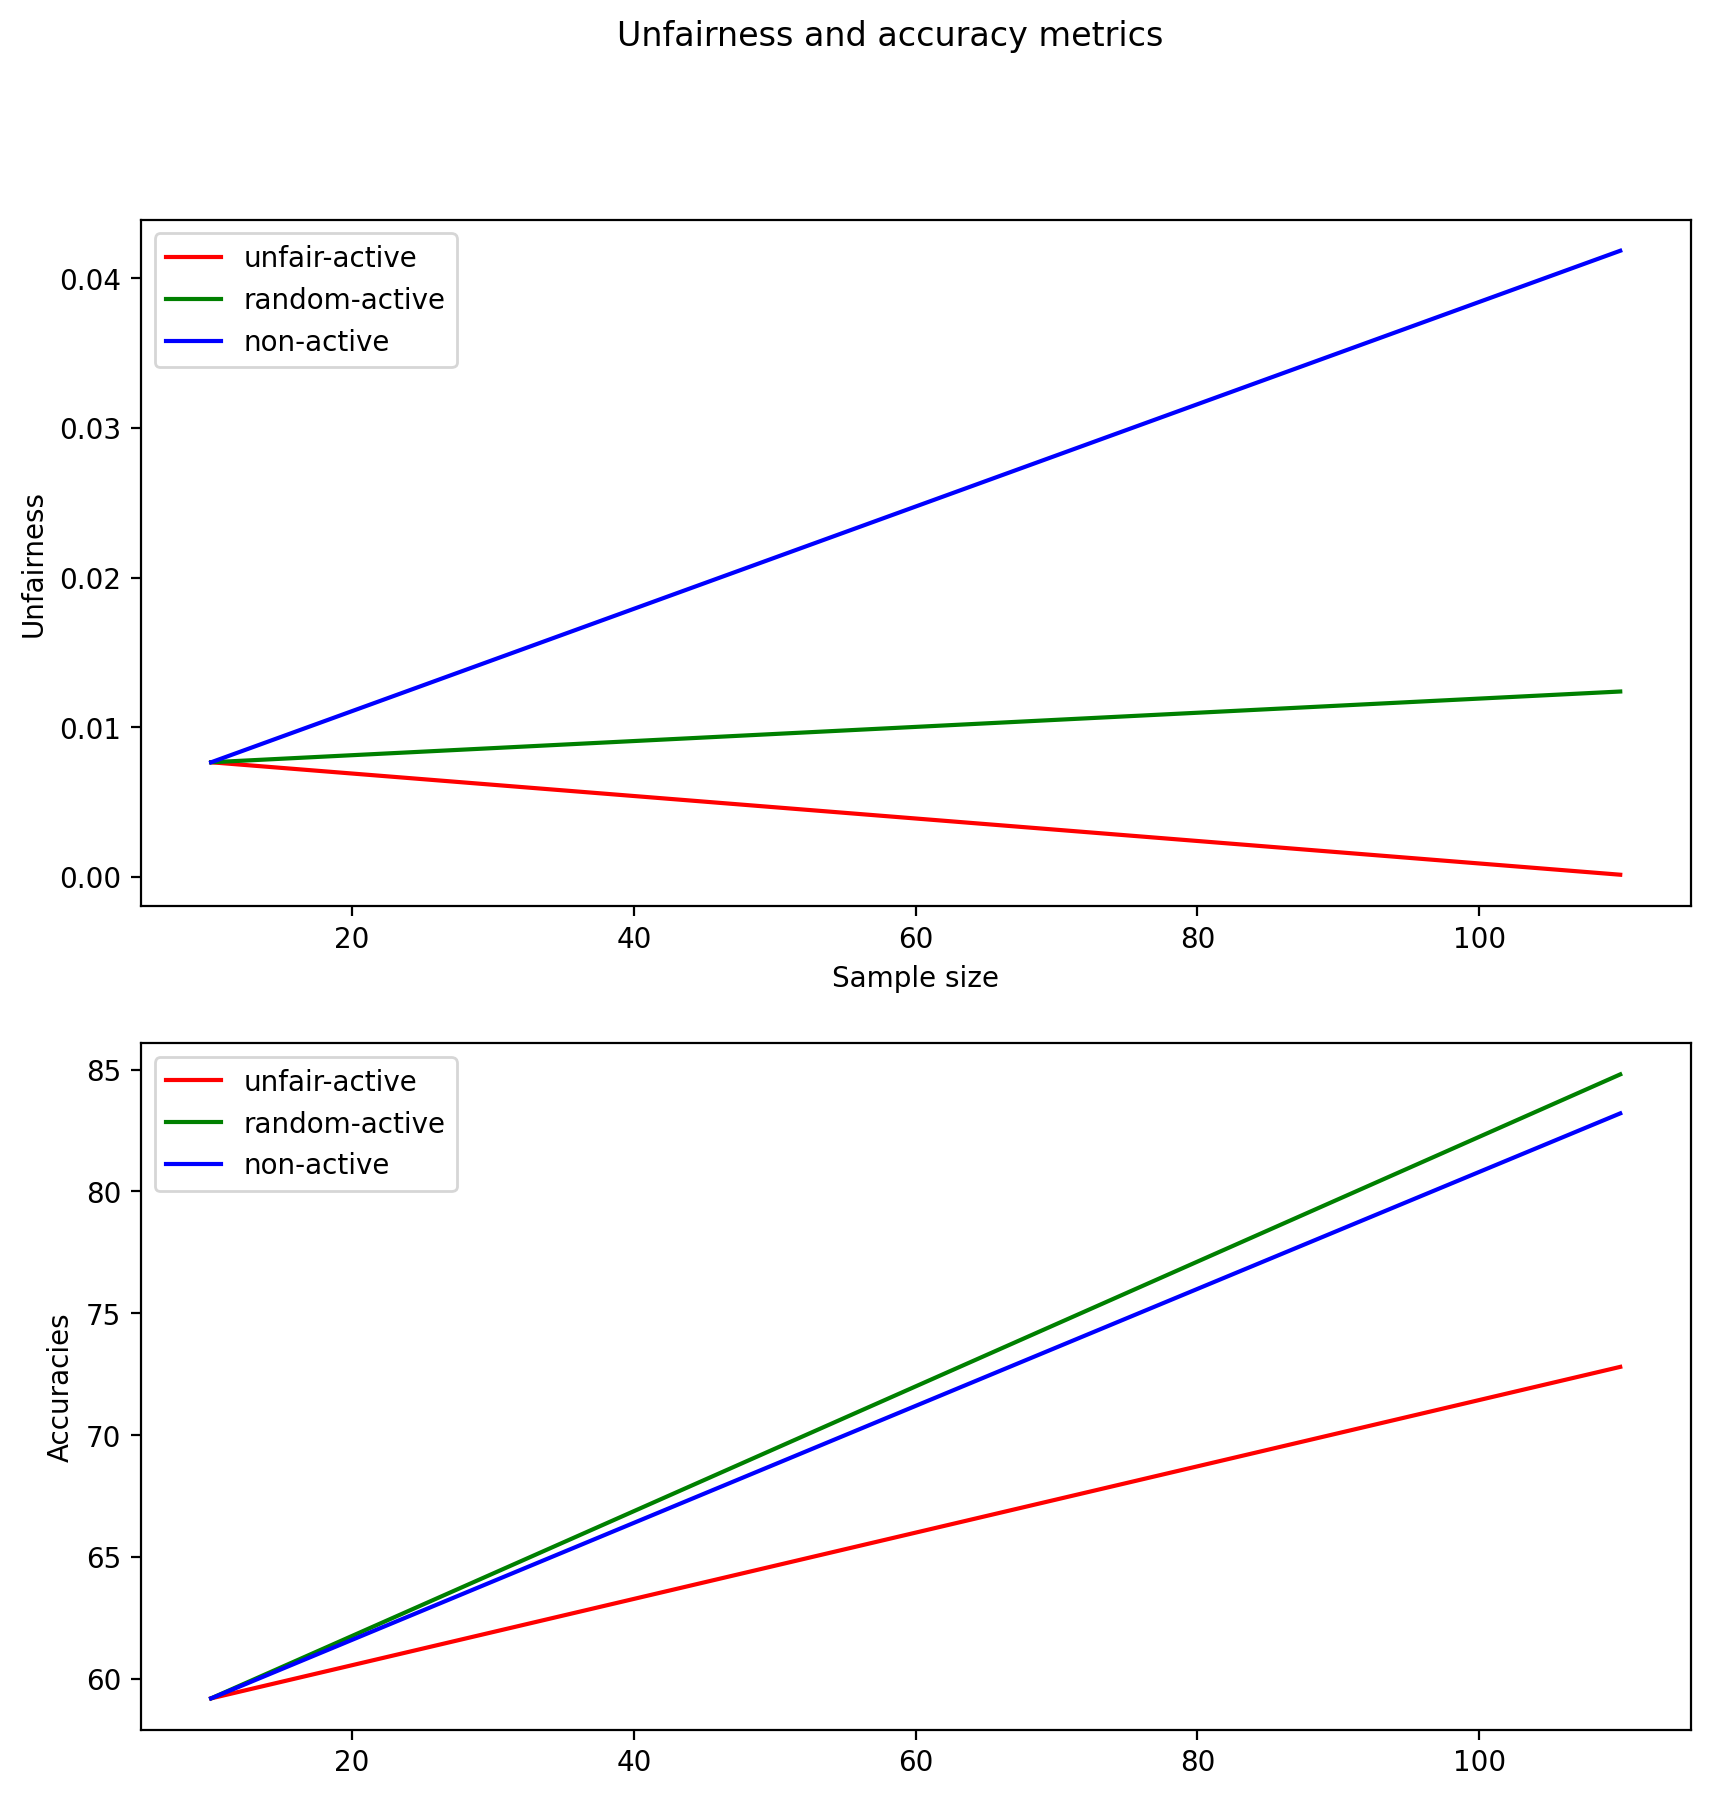 Unfairness and accuracy metrics
unfair-active
random-active
non-active
0.04
0.03
0.02
0.01
0.00
Unfairness
20 40 60 80 100
Sample size
unfair-active
random-active
non-active
85
80
75
70
65
60
Accuracies
20 40 60 80 100